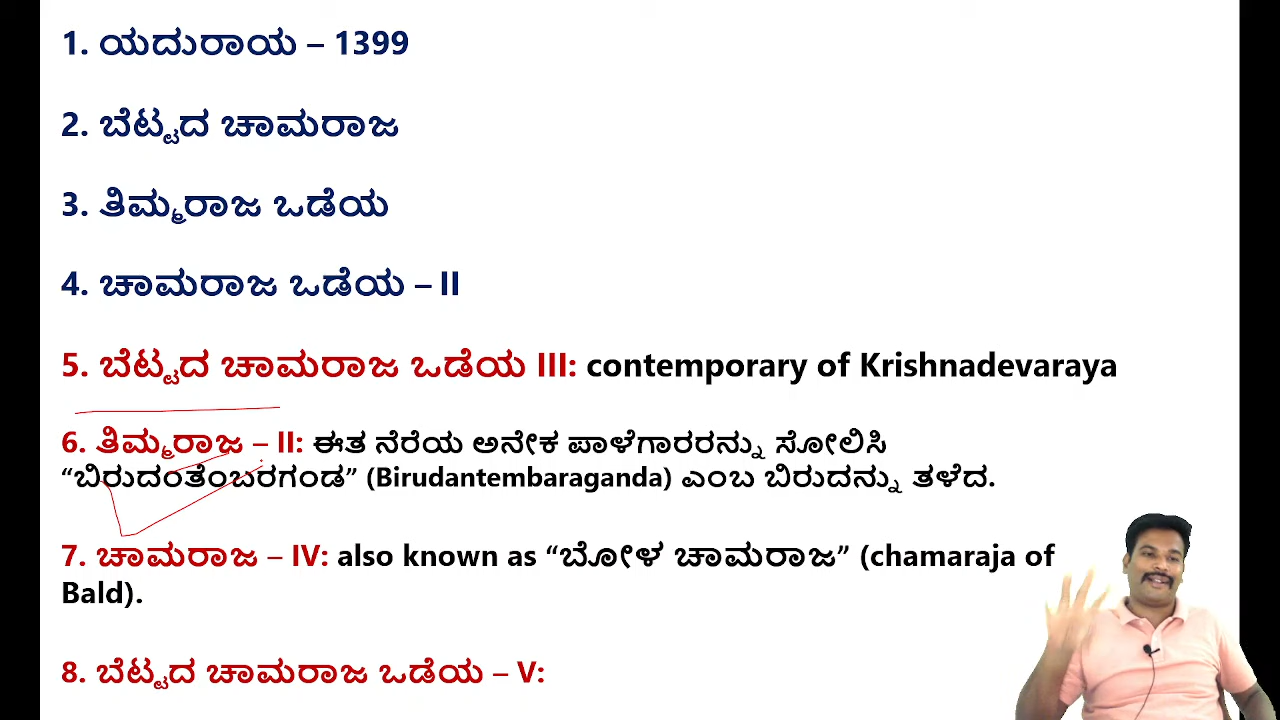 1. ಯದುರಾಯ – 1399
2. ಬೆಟ್ಟದ ಚಾಮರಾಜ
3. ತಿಮ್ಮರಾಜ ಒಡೆಯ
4. ಚಾಮರಾಜ ಒಡೆಯ – II
5. ಬೆಟ್ಟದ ಚಾಮರಾಜ ಒಡೆಯ III: contemporary of Krishnadevaraya
6. ತಿಮ್ಮರಾಜ – II: ಈತ ನೆರೆಯ ಅನೇಕ ಪಾಳೆಗಾರರನ್ನು ಸೋಲಿಸಿ
“ಬಿರುದಂತೆಂಬರಗಂಡ” (Birudantembaraganda) ಎಂಬ ಬಿರುದನ್ನು ತಳೆದ.
7. ಚಾಮರಾಜ – IV: also known as “ಬೋಳ ಚಾಮರಾಜ” (chamaraja of
Bald).
8. ಬೆಟ್ಟದ ಚಾಮರಾಜ ಒಡೆಯ – V: